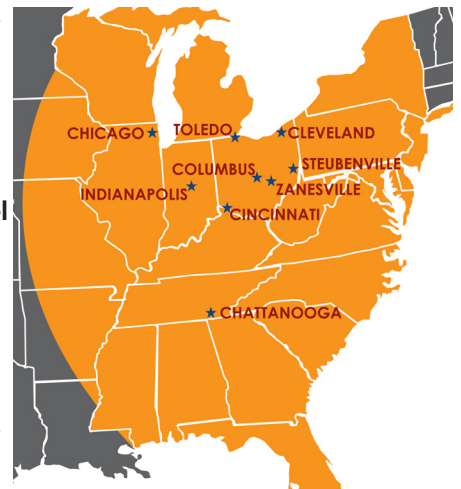 CHICAGO
TOLEDO
CLEVELAND
COLUMBUS
STEUBENVILLE
INDIANAPOLIS
ZANESVILLE
CINCINNATI
CHATTANOOGA